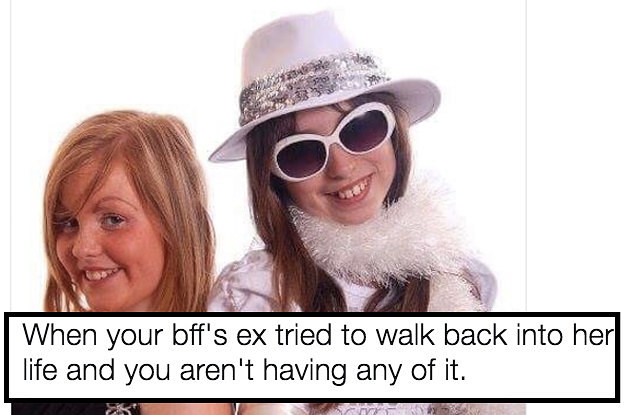 When your bff's ex tried to walk back into her
life and you aren't having any of it.